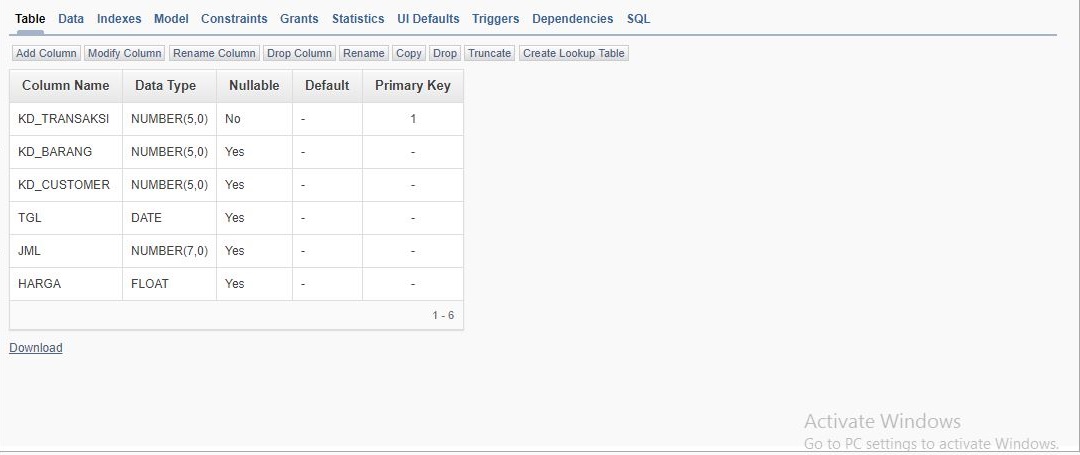 Table Data Indexes Model Constraints Grants Statistics UI Defaults Triggers Dependencies SQL
Add Column Modify Column Rename Column Drop Column Rename Copy Drop Truncate Create Lookup Table
Column Name Data Type Nullable Default Primary Key
KD_TRANSAKSI NUMBER(5,0) No - 1
KD_BARANG NUMBER(5,0) Yes - -
KD_CUSTOMER NUMBER(5,0) Yes - -
TGL DATE Yes - -
JML NUMBER(7,0) Yes - -
HARGA FLOAT Yes - -
1 - 6
Download
Activate Windows
Go to PC settings to activate Windows.